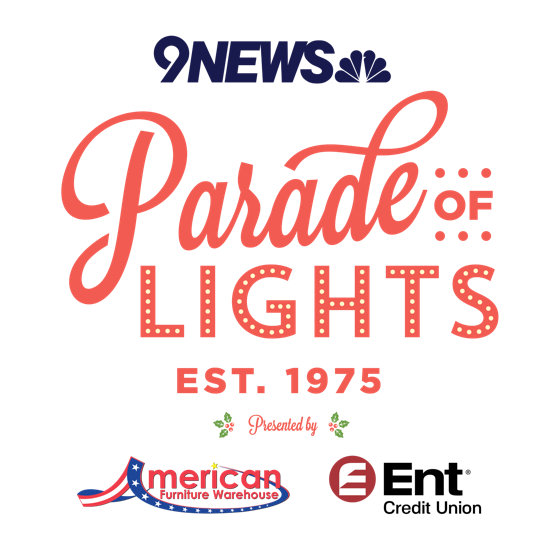 9NEWS
Parade OF
LIGHTS
EST. 1975
Presented by
American
Furniture Warehouse
Ent®
Credit Union